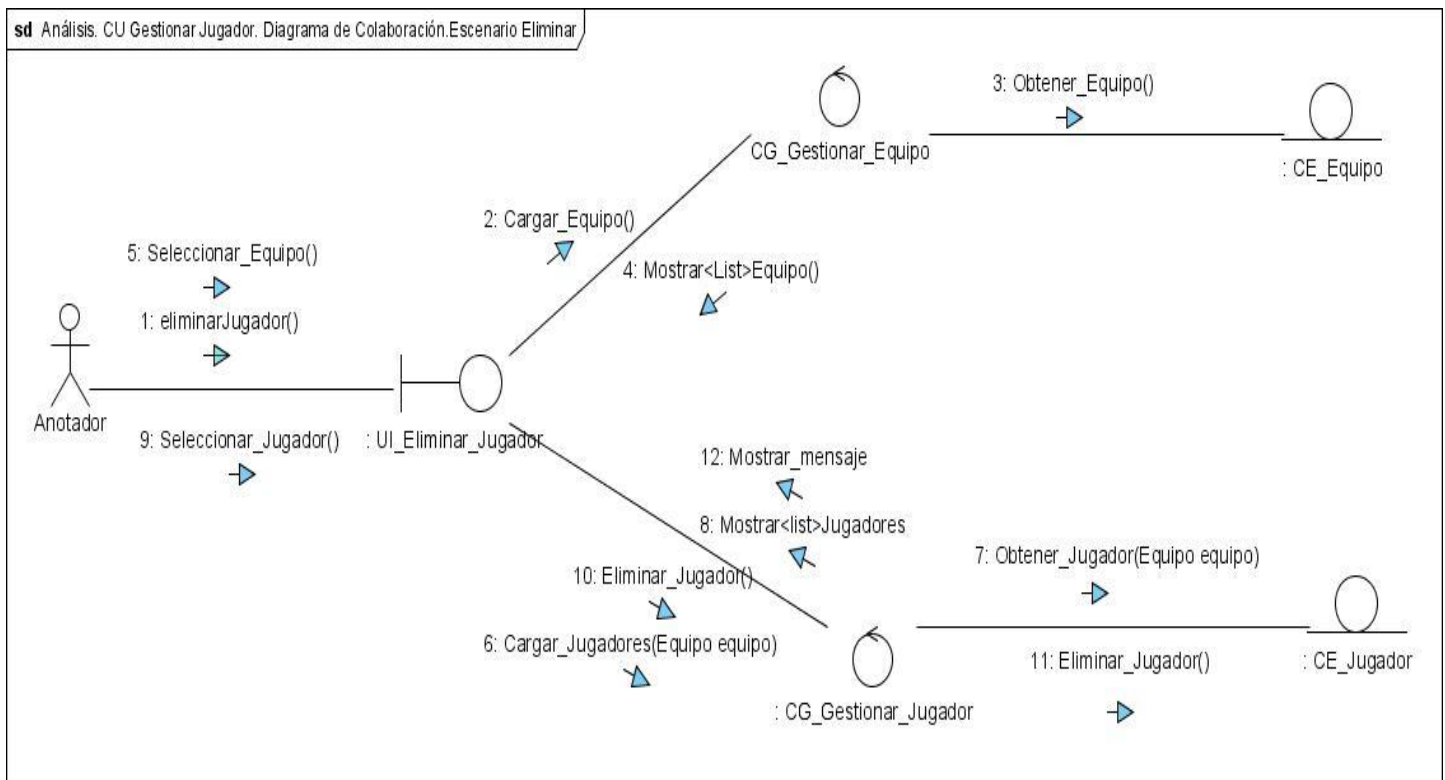 sd Análisis. CU Gestionar Jugador. Diagrama de Colaboración.Escenario Eliminar
3: Obtener_Equipo()
CG_Gestionar_Equipo
: CE_Equipo
2: Cargar_Equipo()
5: Seleccionar_Equipo()
4: Mostrar<List>Equipo()
1: eliminarJugador()
Anotador
9: Seleccionar_Jugador()
: UI_Eliminar_Jugador
12: Mostrar_mensaje
8: Mostrar<list>Jugadores
7: Obtener_Jugador(Equipo equipo)
10: Eliminar_Jugador()
6: Cargar_Jugadores(Equipo equipo)
11: Eliminar_Jugador()
: CE_Jugador
: CG_Gestionar_Jugador